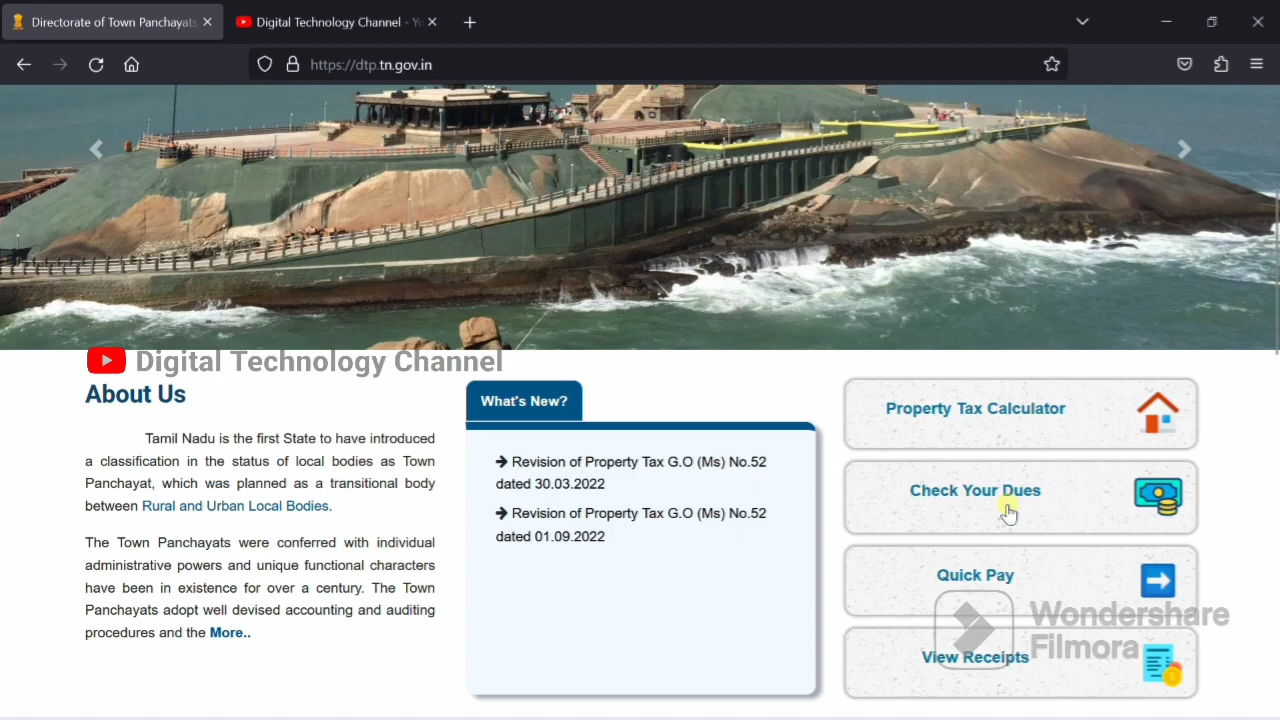 Directorate of Town Panchayats
Digital Technology Channel - Yo
https://dtp.tn.gov.in
Digital Technology Channel
About Us
Tamil Nadu is the first State to have introduced
a classification in the status of local bodies as Town
Panchayat, which was planned as a transitional body
between Rural and Urban Local Bodies.
The Town Panchayats were conferred with individual
administrative powers and unique functional characters
have been in existence for over a century. The Town
Panchayats adopt well devised accounting and auditing
procedures and the More..
What's New?
Revision of Property Tax G.O (Ms) No.52
dated 30.03.2022
Revision of Property Tax G.O (Ms) No.52
dated 01.09.2022
Property Tax Calculator
Check Your Dues
Quick Pay
View Receipts
Wondershare
Filmora